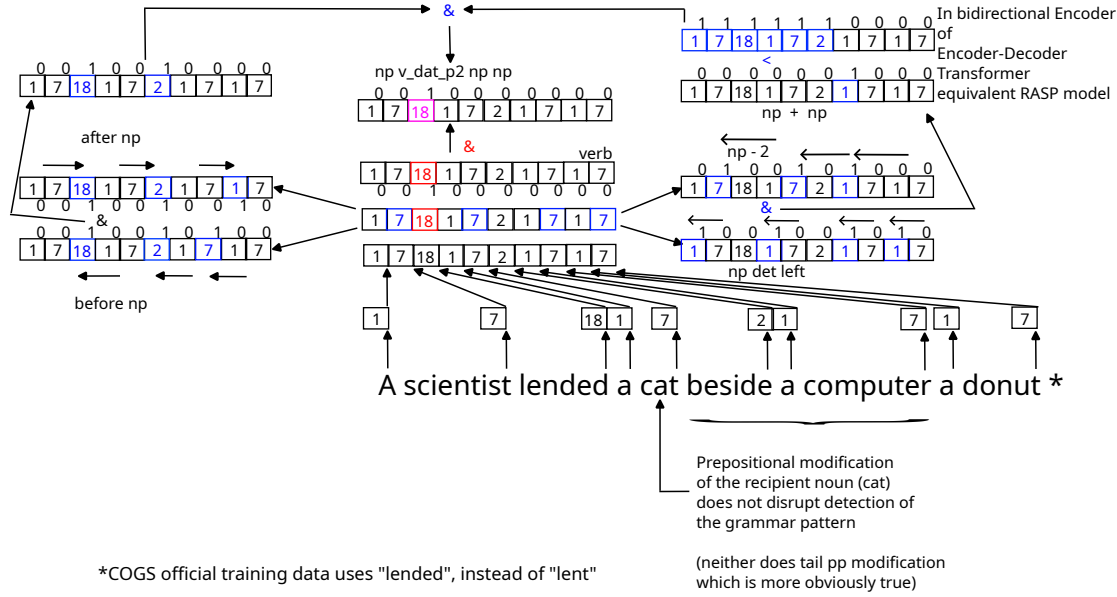 &
1 1 1 1 1 1 0 0 0 0
1 7 18 1 7 2 1 7 1 7
<
In bidirectional Encoder
of
Encoder-Decoder
Transformer
equivalent RASP model
0 0 1 0 0 1 0 0 0 0
1 7 18 1 7 2 1 7 1 7
np v_dat_p2 np np
0 0 1 0 0 0 0 0 0 0
1 7 18 1 7 2 1 7 1 7
0 0 0 0 0 0 1 0 0 0
1 7 18 1 7 2 1 7 1 7
np + np
after np
&
verb
np - 2
1 7 18 1 7 2 1 7 1 7
0 0 1 0 0 1 0 0 1 0
1 7 18 1 7 2 1 7 1 7
0 0 1 0 0 0 0 0 0 0
0 1 0 0 1 0 1 0 0 0
1 7 18 1 7 2 1 7 1 7
&
&
1 7 18 1 7 2 1 7 1 7
0 0 1 0 0 1 0 1 0 0
1 7 18 1 7 2 1 7 1 7
1 7 18 1 7 2 1 7 1 7
1 0 0 1 0 0 1 0 1 0
1 7 18 1 7 2 1 7 1 7
np det left
before np
1 7 18 1 7 2 1 7 1 7
A scientist lended a cat beside a computer a donut *
Prepositional modification
of the recipient noun (cat)
does not disrupt detection of
the grammar pattern
(neither does tail pp modification
which is more obviously true)
*COGS official training data uses "lended", instead of "lent"